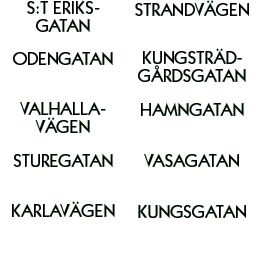 S:T ERIKS-
GATAN
STRANDVÄGEN
ODENGATAN
KUNGSTRÄD-
GÅRDSGATAN
VALHALLA-
VÄGEN
HAMNGATAN
STUREGATAN
VASAGATAN
KARLAVÄGEN
KUNGSGATAN